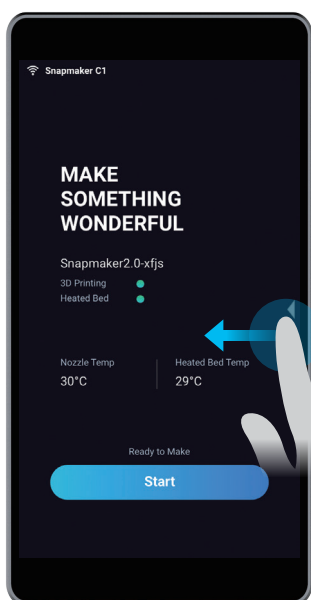 Snapmaker C1
MAKE
SOMETHING
WONDERFUL
Snapmaker2.0-xfjs
3D Printing
Heated Bed
Nozzle Temp
Heated Bed Temp
30°C
29°C
Ready to Make
Start